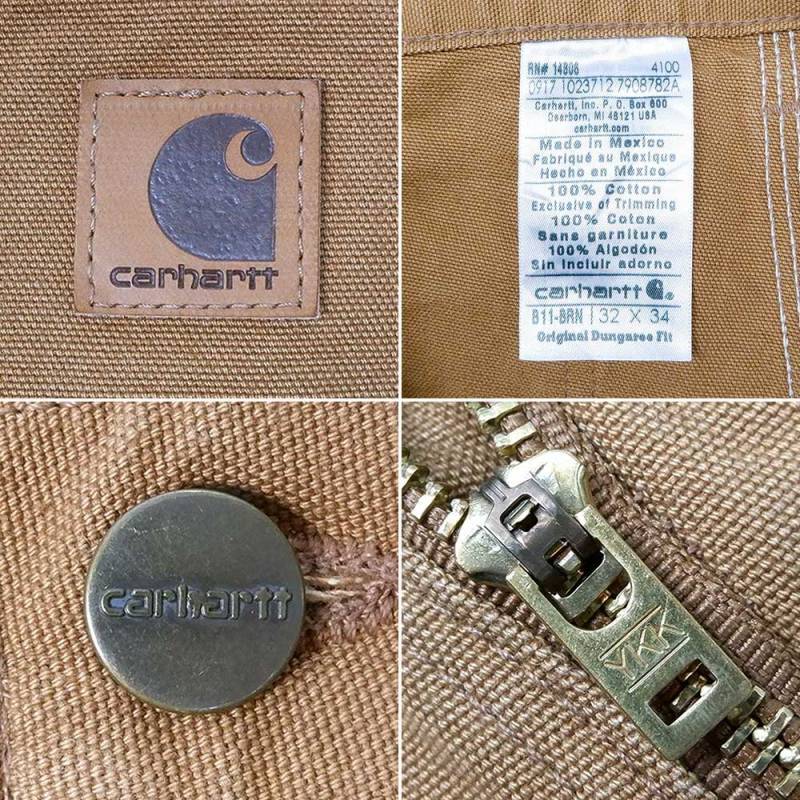 carhartt
RN# 14806 4100
0917 1023712 7908782A
Carhartt, Inc. P. O. Box 600
Dearborn, MI 48121 USA
carhartt.com
Made in Mexico
Fabriqué au Mexique
Hecho en México
100% Cotton
Exclusive of Trimming
100% Coton
Sans garniture
100% Algodón
Sin Incluir adorno
carhartt ®
B11-BRN | 32 X 34
Original Dungaree Fit
carhartt
YKK